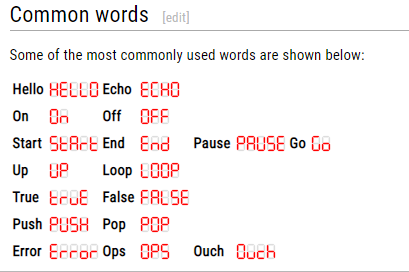 Common words [edit]
Some of the most commonly used words are shown below:
Hello HELLO Echo ECHO
On On Off OFF
Start StArt End End Pause PAUSE Go Go
Up UP Loop LOOP
True truE False FALSE
Push PUSH Pop POP
Error Error Ops OPS Ouch Ouch